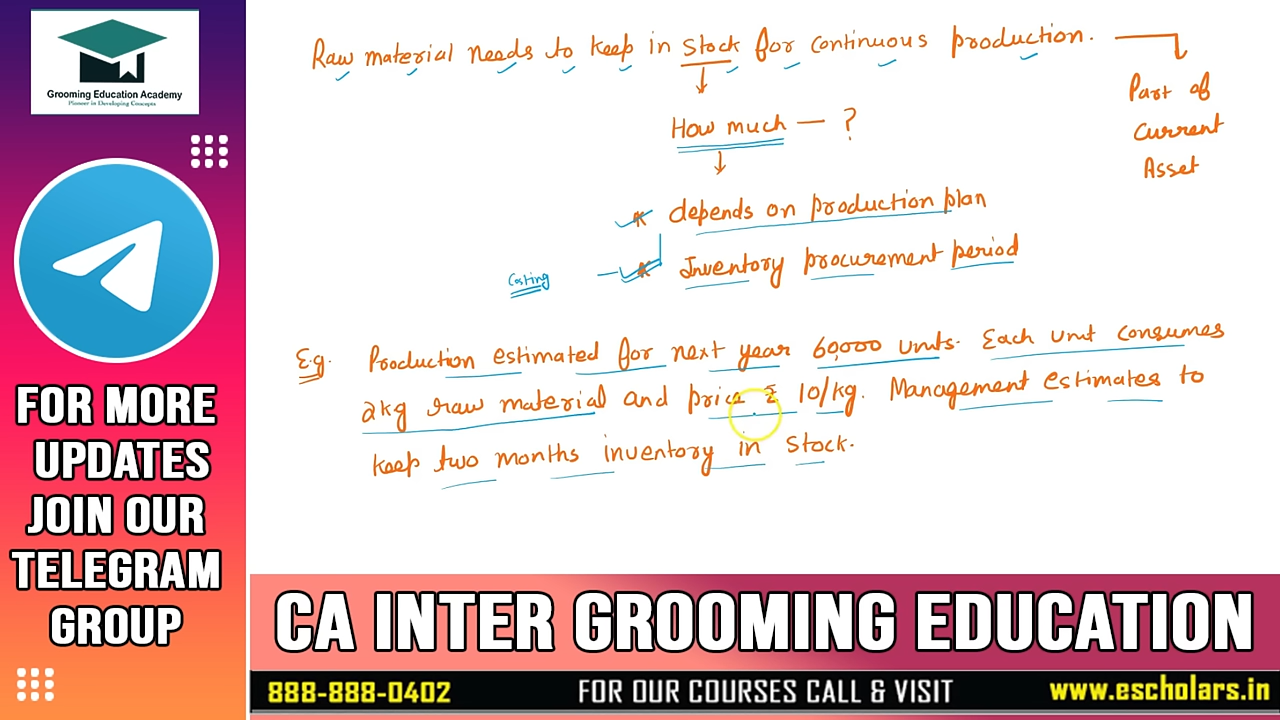 Grooming Education Academy
Pioneer in Developing Concepts
FOR MORE
UPDATES
JOIN OUR
TELEGRAM
GROUP
Raw material needs to keep in stock for continuous production.
Part of
Current
Asset
How much — ?
* depends on production plan
Costing — * Inventory procurement period
E.g. Production estimated for next year 60,000 units. Each unit consumes
2kg raw material and price ₹ 10/kg. Management estimates to
keep two months inventory in stock.
CA INTER GROOMING EDUCATION
888-888-0402 FOR OUR COURSES CALL & VISIT www.escholars.in